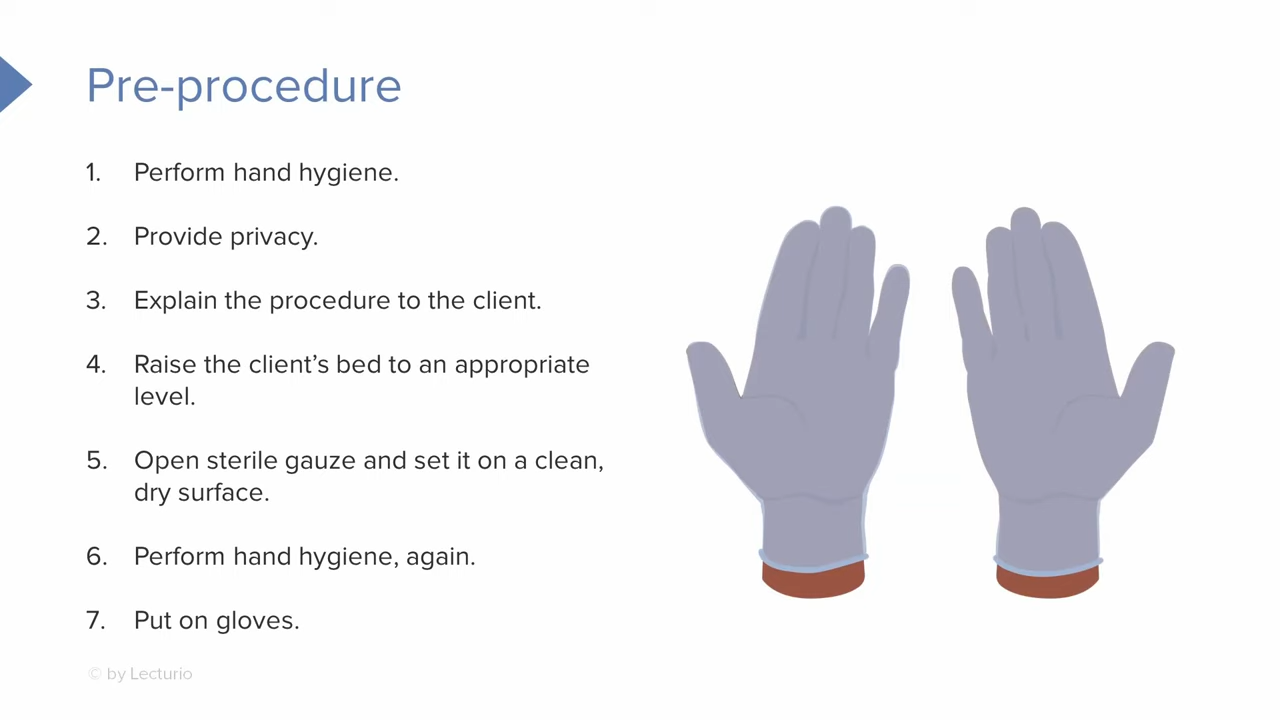 Pre-procedure
1. Perform hand hygiene.
2. Provide privacy.
3. Explain the procedure to the client.
4. Raise the client’s bed to an appropriate
level.
5. Open sterile gauze and set it on a clean,
dry surface.
6. Perform hand hygiene, again.
7. Put on gloves.
© by Lecturio